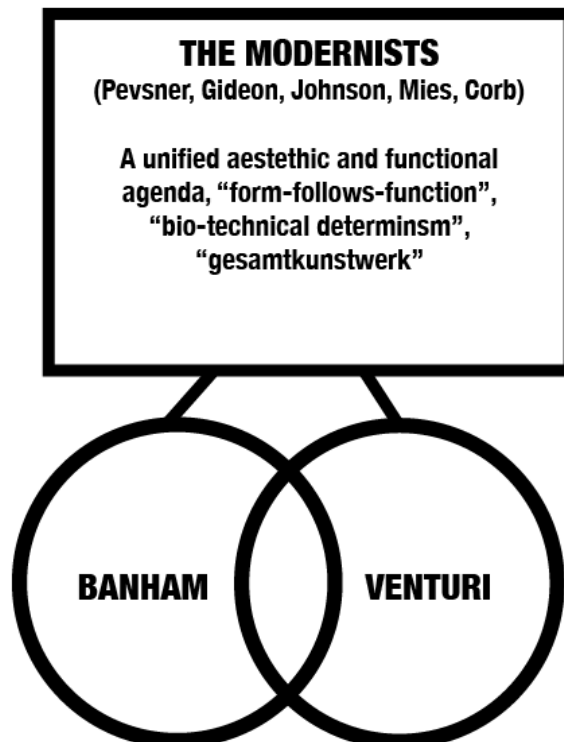 THE MODERNISTS
(Pevsner, Gideon, Johnson, Mies, Corb)
A unified aestethic and functional
agenda, “form-follows-function”,
“bio-technical determinsm”,
“gesamtkunstwerk”
BANHAM
VENTURI